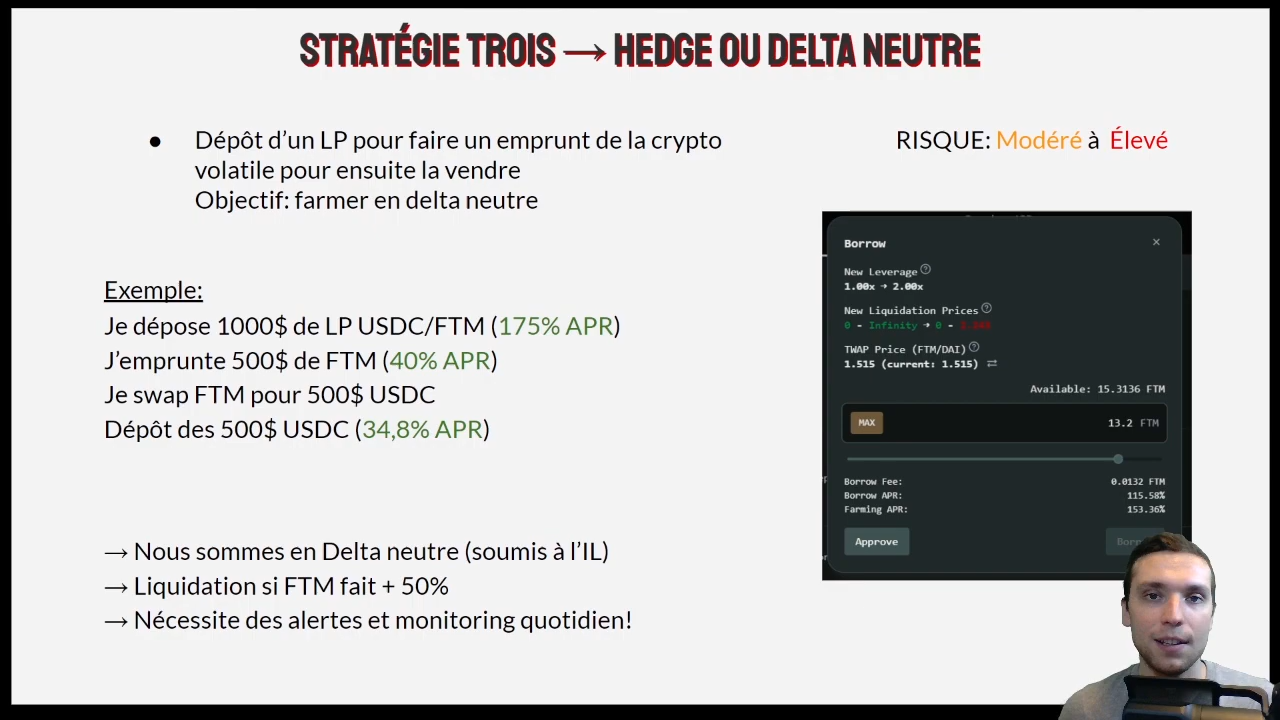 STRATÉGIE TROIS → HEDGE OU DELTA NEUTRE
● Dépôt d'un LP pour faire un emprunt de la crypto
volatile pour ensuite la vendre
Objectif: farmer en delta neutre
RISQUE: Modéré à Élevé
Exemple:
Je dépose 1000$ de LP USDC/FTM (175% APR)
J'emprunte 500$ de FTM (40% APR)
Je swap FTM pour 500$ USDC
Dépôt des 500$ USDC (34,8% APR)
→ Nous sommes en Delta neutre (soumis à l'IL)
→ Liquidation si FTM fait + 50%
→ Nécessite des alertes et monitoring quotidien!
Borrow ×
New Leverage ?
1.00x → 2.00x
New Liquidation Prices ?
0 - Infinity → 0 -
TWAP Price (FTM/DAI) ?
1.515 (current: 1.515) ⇄
Available: 15.3136 FTM
MAX 13.2 FTM
Borrow Fee: 0.0132 FTM
Borrow APR: 115.58%
Farming APR: 153.36%
Approve